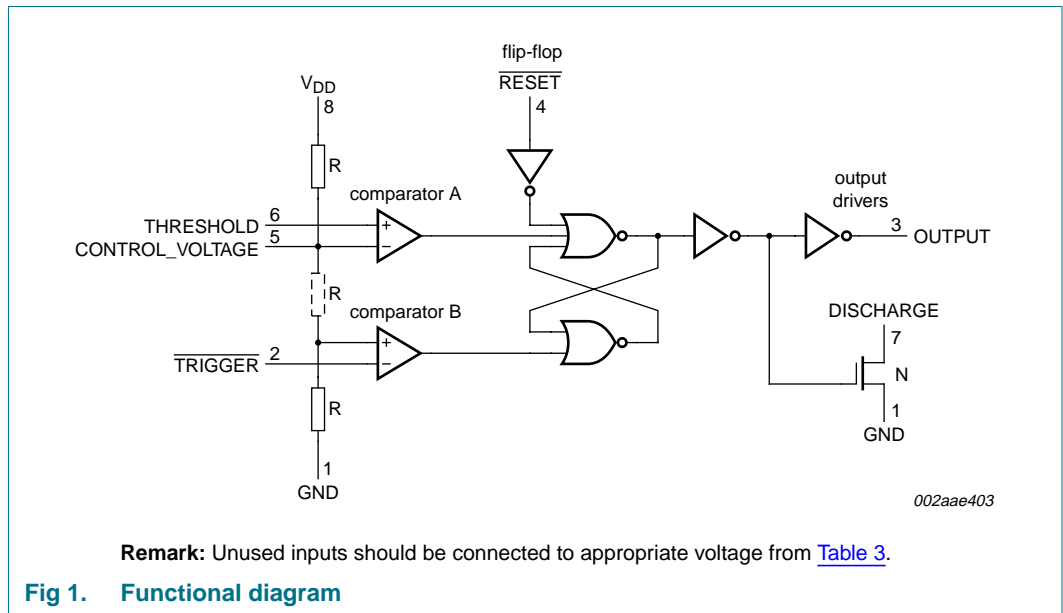 flip-flop
RESET
4
VDD
8
R
comparator A
output
drivers
THRESHOLD 6
+
CONTROL_VOLTAGE 5
−
3 OUTPUT
R
comparator B
DISCHARGE
7
+
TRIGGER 2
−
N
R
1
GND
1
GND
002aae403
Remark: Unused inputs should be connected to appropriate voltage from Table 3.
Fig 1. Functional diagram